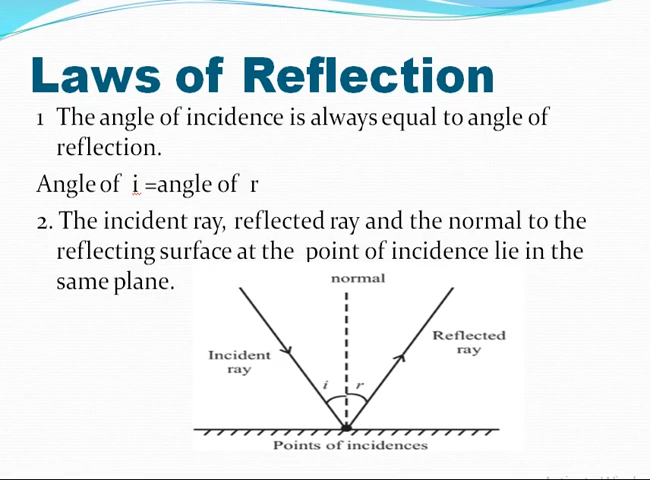 Laws of Reflection
1 The angle of incidence is always equal to angle of
reflection.
Angle of i =angle of r
2. The incident ray, reflected ray and the normal to the
reflecting surface at the point of incidence lie in the
same plane.
normal
Reflected
ray
Incident
ray
i r
Points of incidences